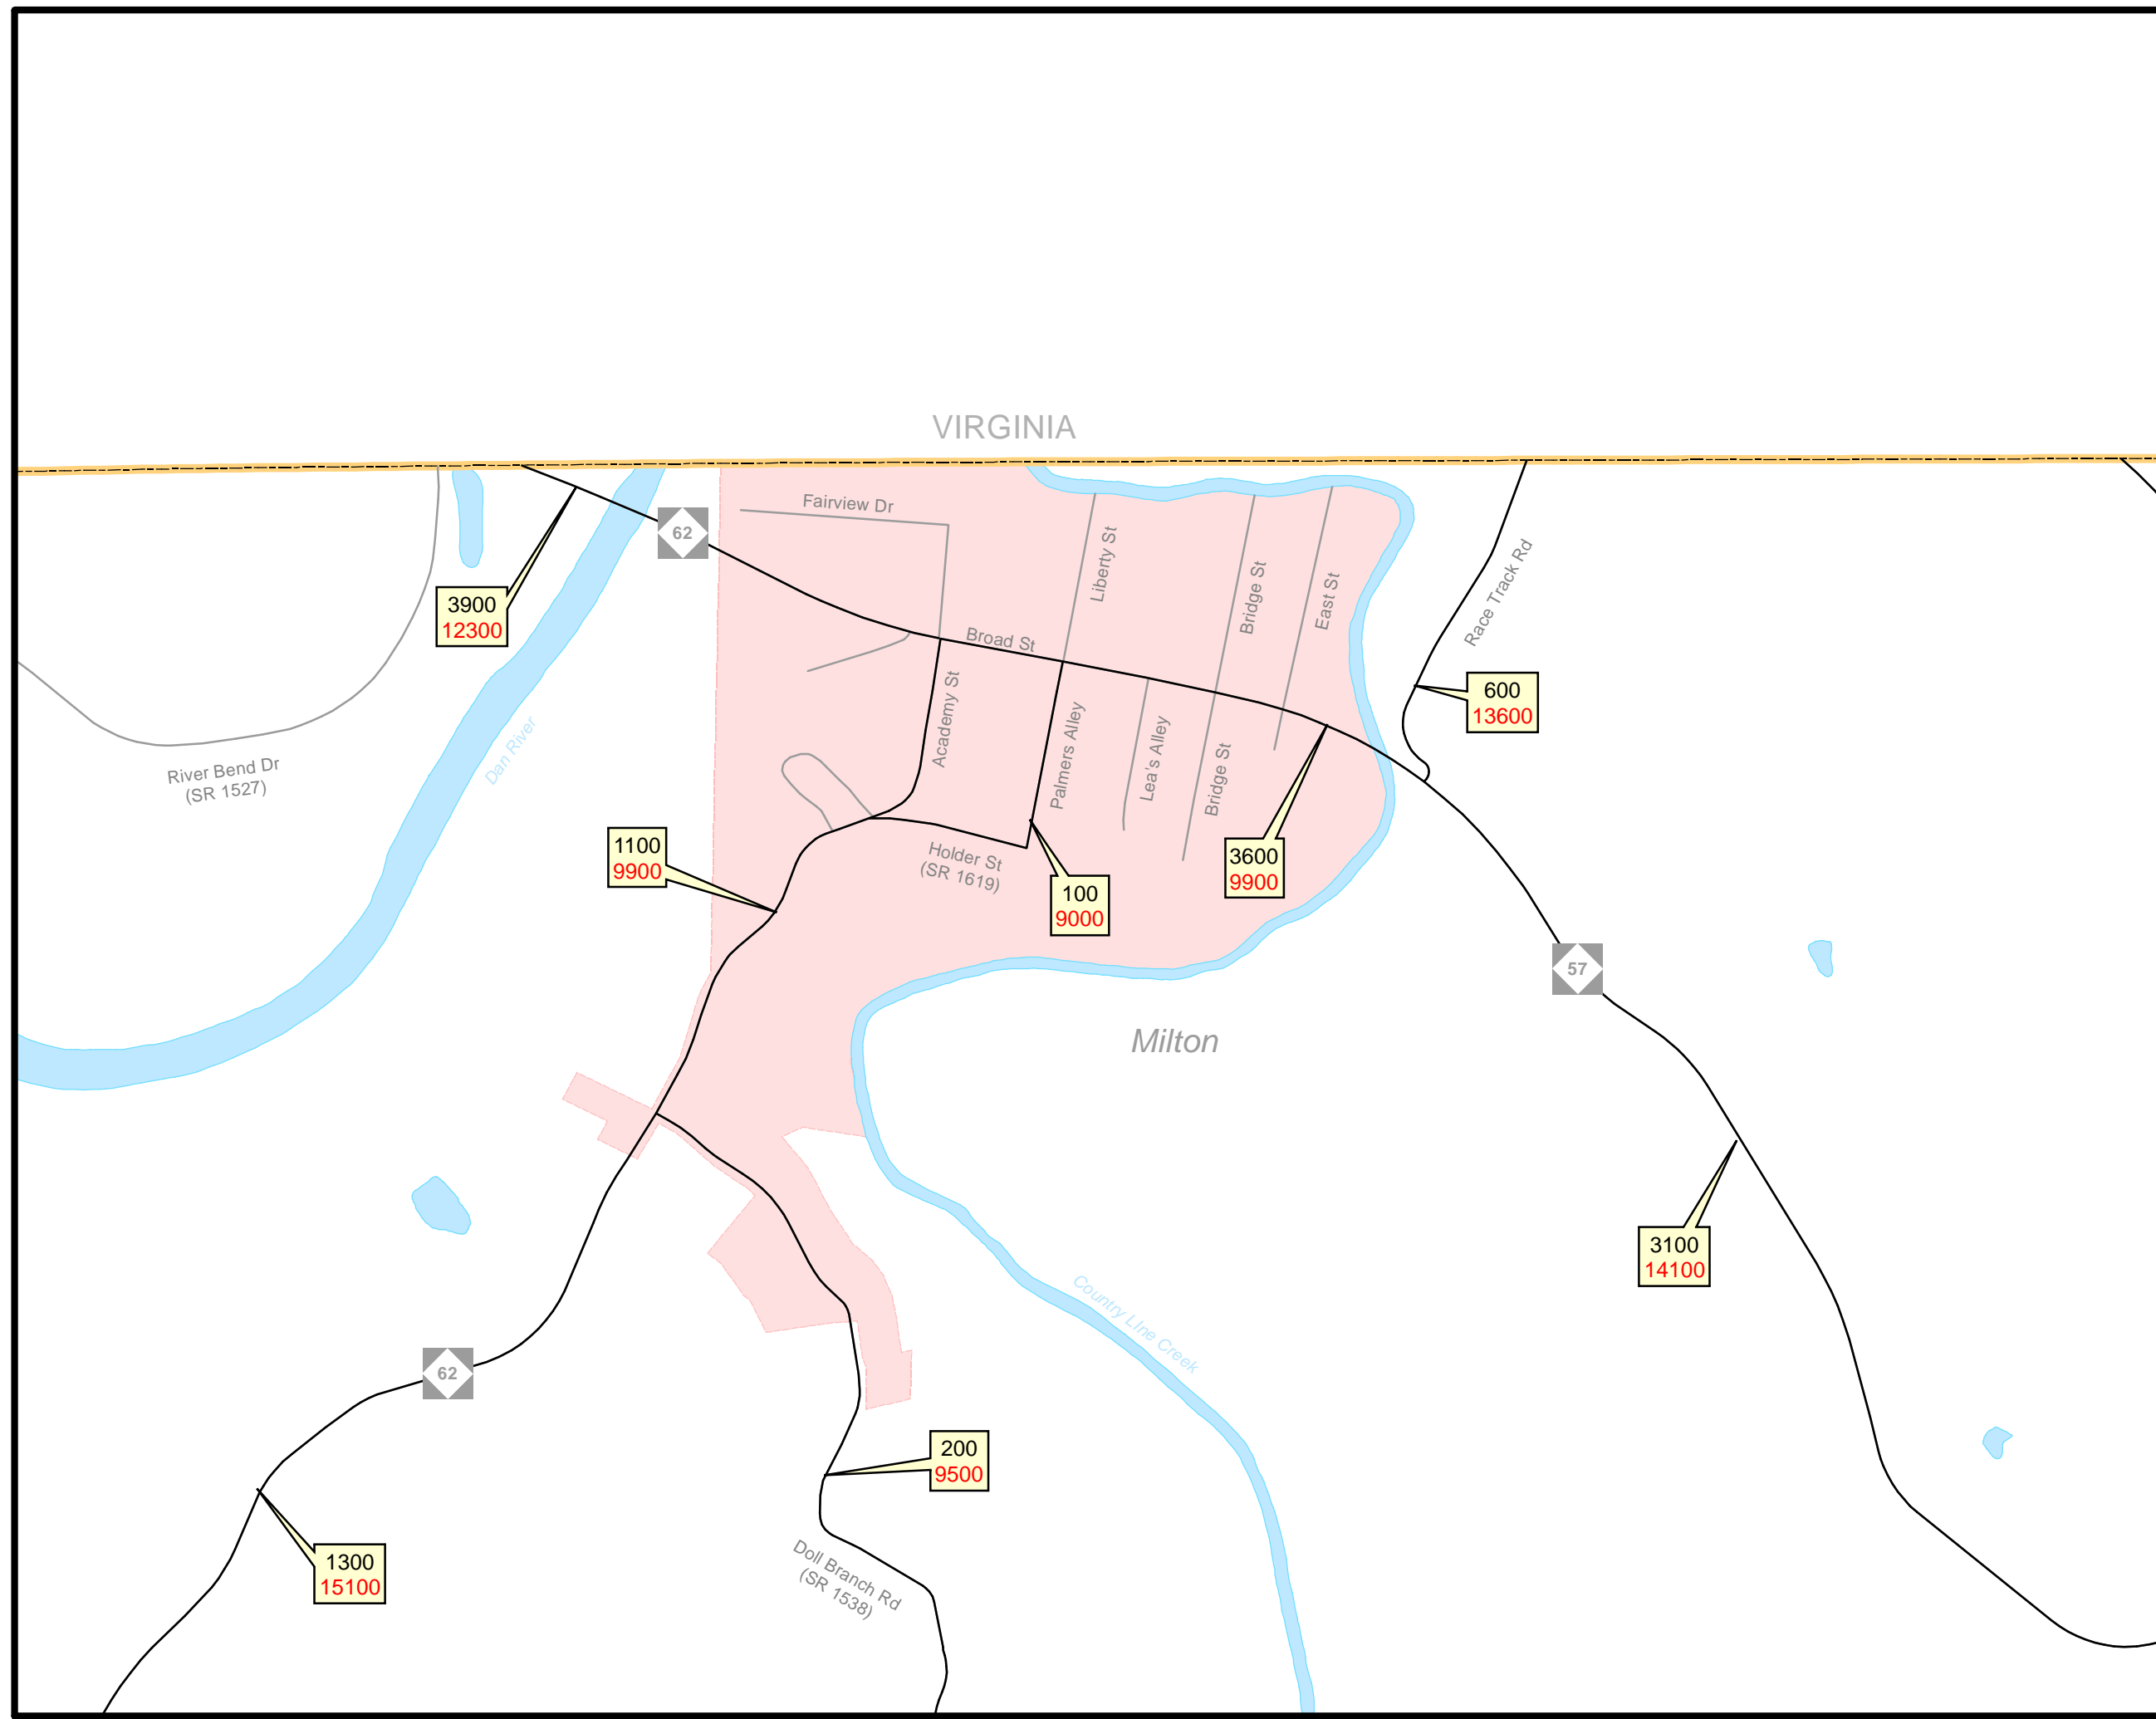 VIRGINIA
Fairview Dr
62
Liberty St
Bridge St
East St
Race Track Rd
3900
12300
Broad St
Academy St
600
13600
Palmers Alley
Lea's Alley
Bridge St
Dan River
River Bend Dr
(SR 1527)
1100
9900
Holder St
(SR 1619)
100
9000
3600
9900
57
Milton
3100
14100
Country LIne Creek
62
200
9500
1300
15100
Doll Branch Rd
(SR 1538)